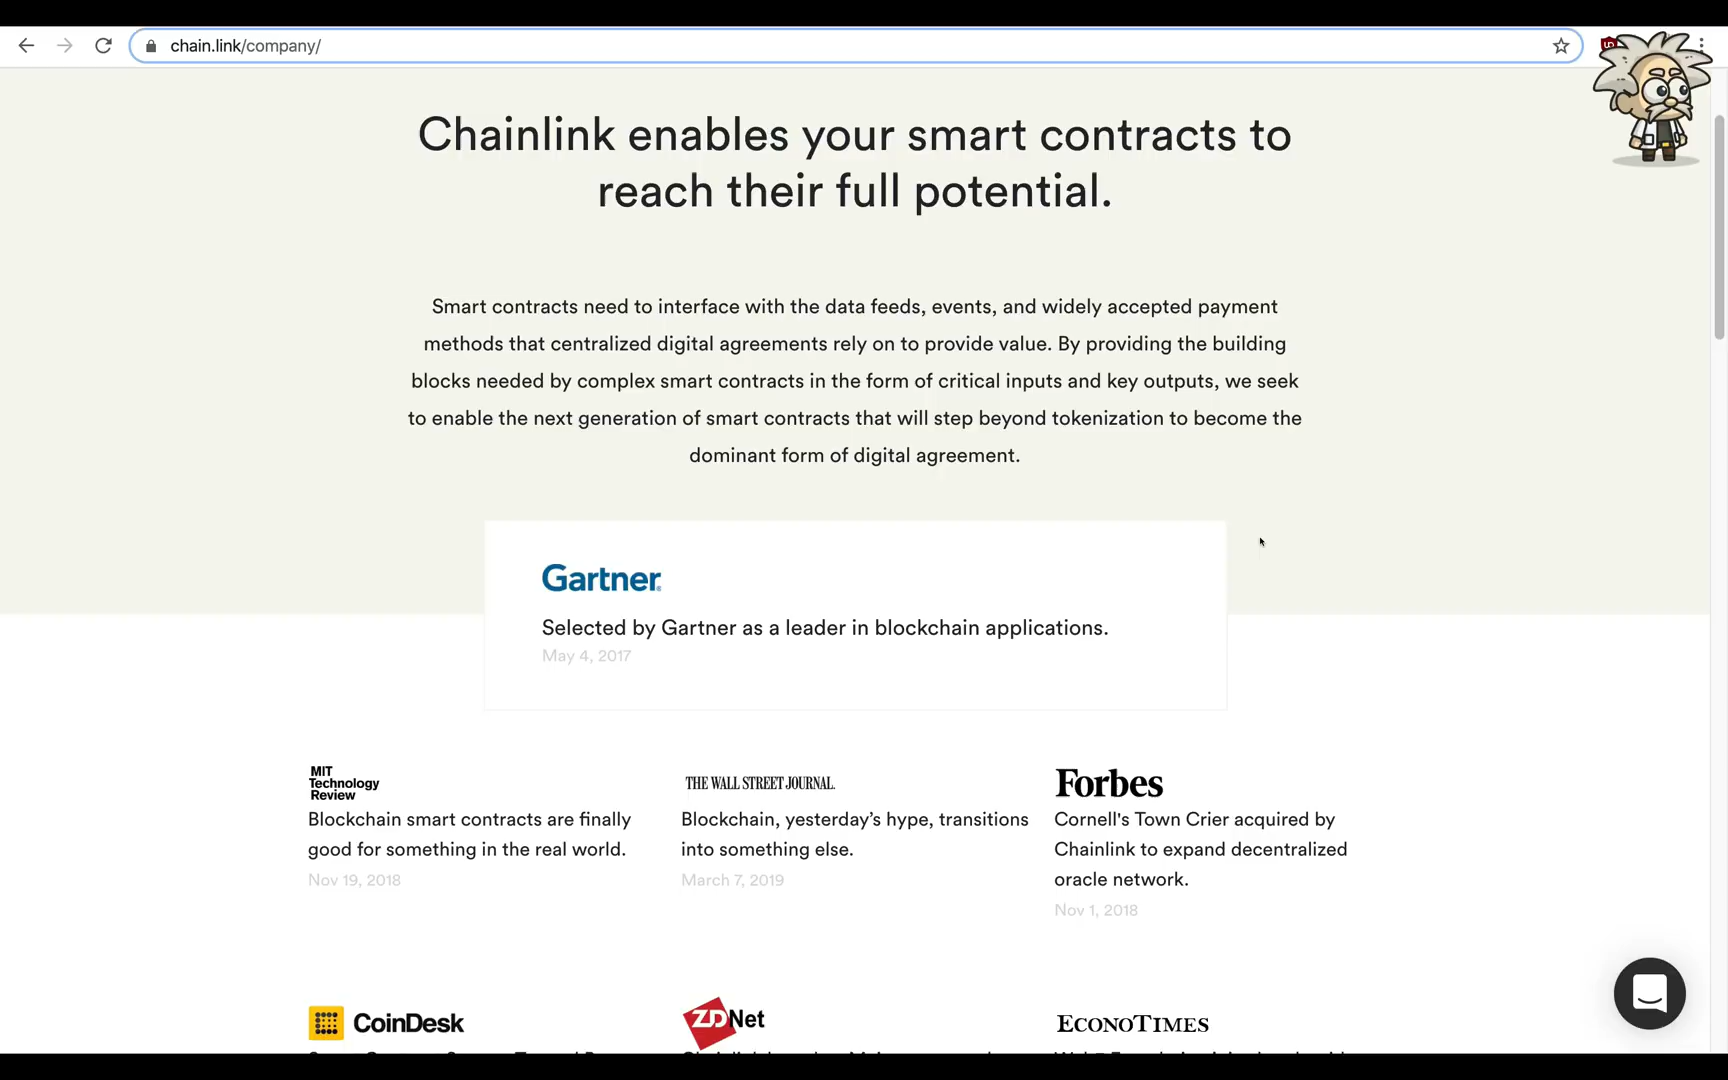 chain.link/company/
Chainlink enables your smart contracts to
reach their full potential.
Smart contracts need to interface with the data feeds, events, and widely accepted payment
methods that centralized digital agreements rely on to provide value. By providing the building
blocks needed by complex smart contracts in the form of critical inputs and key outputs, we seek
to enable the next generation of smart contracts that will step beyond tokenization to become the
dominant form of digital agreement.
Gartner
Selected by Gartner as a leader in blockchain applications.
May 4, 2017
MIT
Technology
Review
Blockchain smart contracts are finally
good for something in the real world.
Nov 19, 2018
THE WALL STREET JOURNAL.
Blockchain, yesterday's hype, transitions
into something else.
March 7, 2019
Forbes
Cornell's Town Crier acquired by
Chainlink to expand decentralized
oracle network.
Nov 1, 2018
CoinDesk
ZDNet
ECONOTIMES